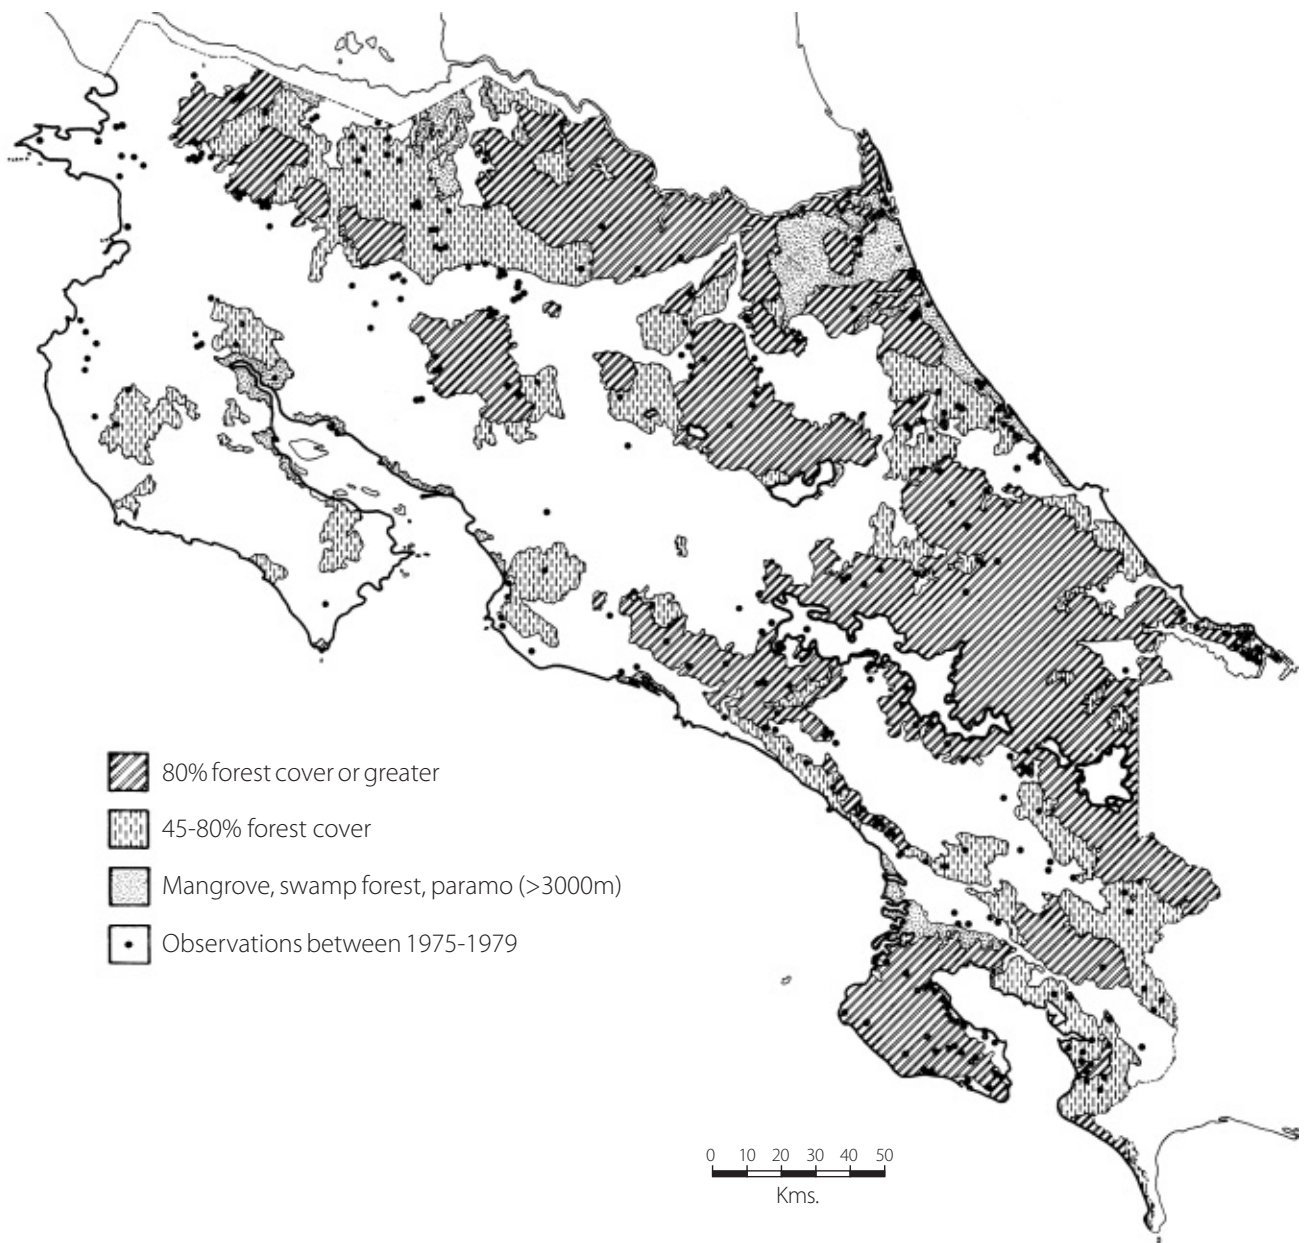 80% forest cover or greater
45-80% forest cover
Mangrove, swamp forest, paramo (>3000m)
Observations between 1975-1979
0 10 20 30 40 50
Kms.